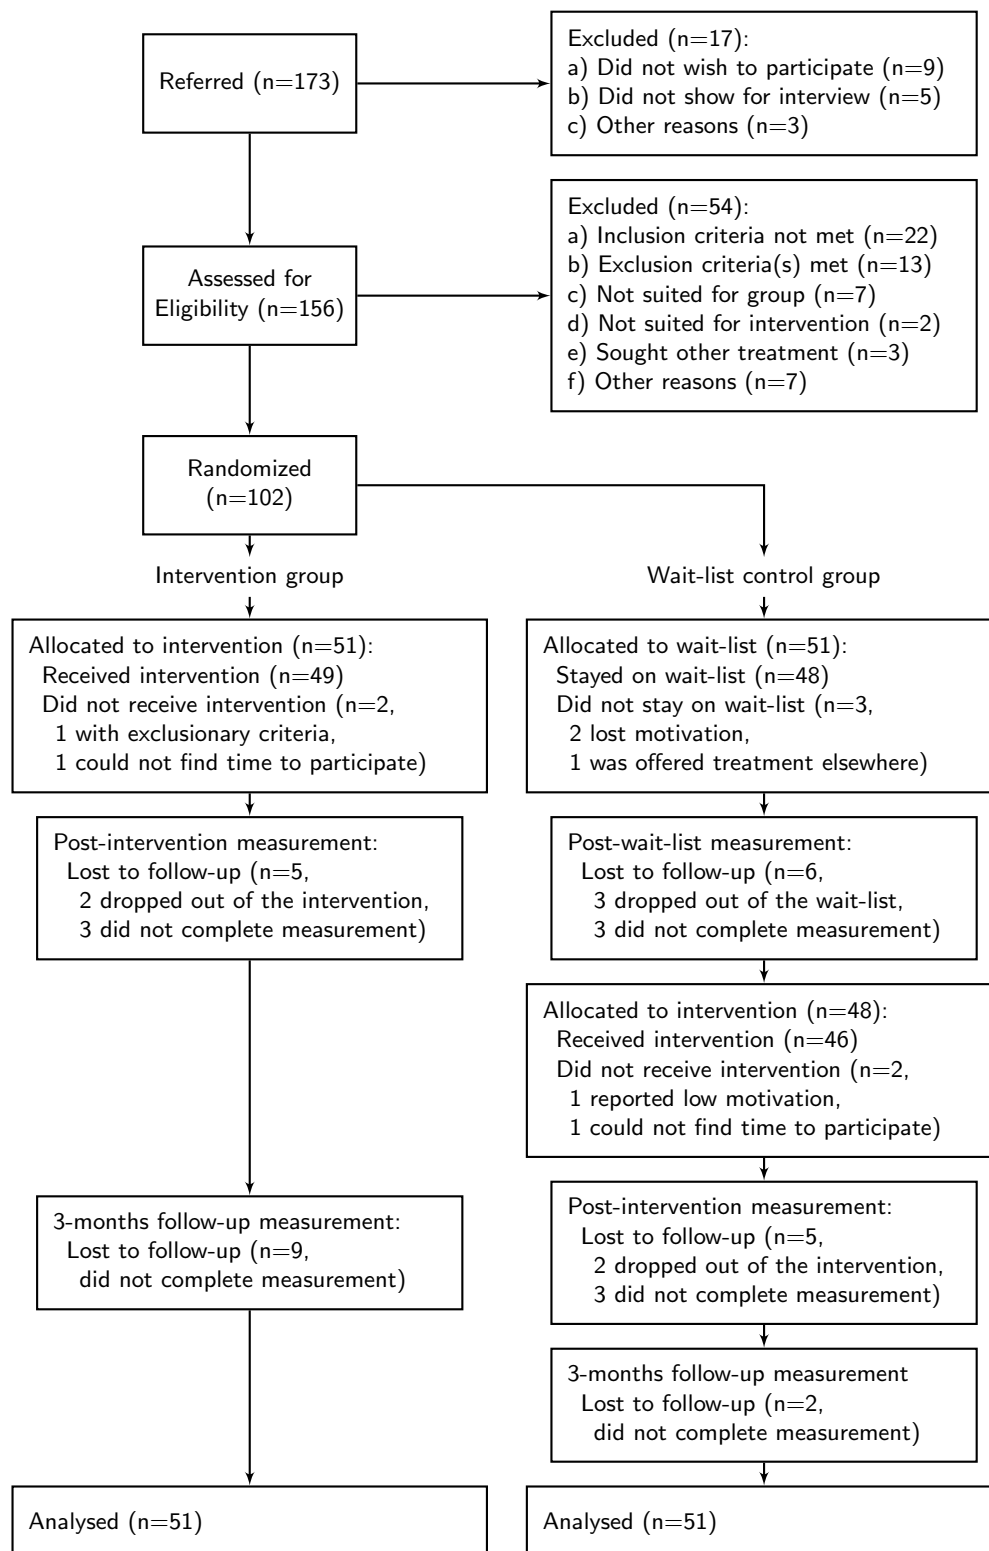 Referred (n=173)
Excluded (n=17):
a) Did not wish to participate (n=9)
b) Did not show for interview (n=5)
c) Other reasons (n=3)
Assessed for
Eligibility (n=156)
Excluded (n=54):
a) Inclusion criteria not met (n=22)
b) Exclusion criteria(s) met (n=13)
c) Not suited for group (n=7)
d) Not suited for intervention (n=2)
e) Sought other treatment (n=3)
f) Other reasons (n=7)
Randomized
(n=102)
Intervention group
Allocated to intervention (n=51):
Received intervention (n=49)
Did not receive intervention (n=2,
1 with exclusionary criteria,
1 could not find time to participate)
Post-intervention measurement:
Lost to follow-up (n=5,
2 dropped out of the intervention,
3 did not complete measurement)
3-months follow-up measurement:
Lost to follow-up (n=9,
did not complete measurement)
Analysed (n=51)
Wait-list control group
Allocated to wait-list (n=51):
Stayed on wait-list (n=48)
Did not stay on wait-list (n=3,
2 lost motivation,
1 was offered treatment elsewhere)
Post-wait-list measurement:
Lost to follow-up (n=6,
3 dropped out of the wait-list,
3 did not complete measurement)
Allocated to intervention (n=48):
Received intervention (n=46)
Did not receive intervention (n=2,
1 reported low motivation,
1 could not find time to participate)
Post-intervention measurement:
Lost to follow-up (n=5,
2 dropped out of the intervention,
3 did not complete measurement)
3-months follow-up measurement
Lost to follow-up (n=2,
did not complete measurement)
Analysed (n=51)